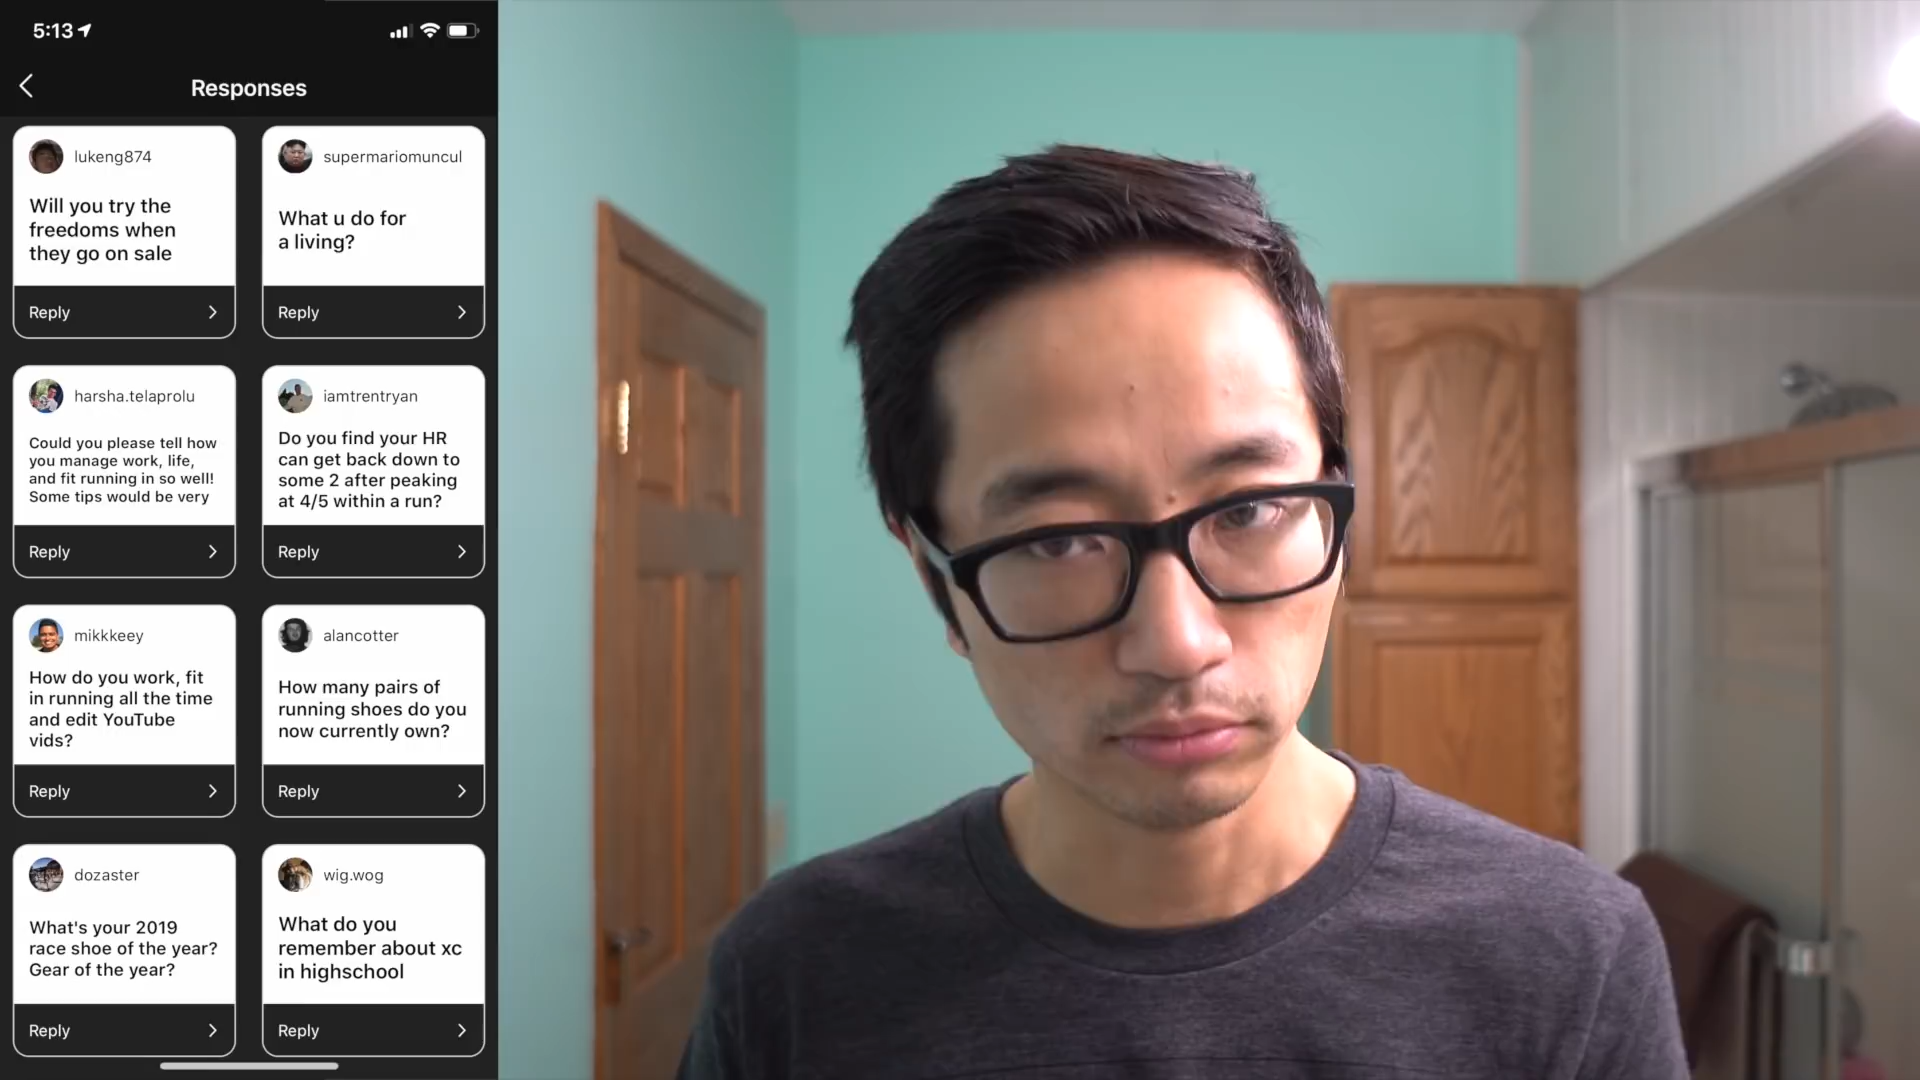 5:13
Responses
lukeng874
Will you try the
freedoms when
they go on sale
Reply
supermariomuncul
What u do for
a living?
Reply
harsha.telaprolu
Could you please tell how
you manage work, life,
and fit running in so well!
Some tips would be very
Reply
iamtrentryan
Do you find your HR
can get back down to
some 2 after peaking
at 4/5 within a run?
Reply
mikkkeey
How do you work, fit
in running all the time
and edit YouTube
vids?
Reply
alancotter
How many pairs of
running shoes do you
now currently own?
Reply
dozaster
What's your 2019
race shoe of the year?
Gear of the year?
Reply
wig.wog
What do you
remember about xc
in highschool
Reply